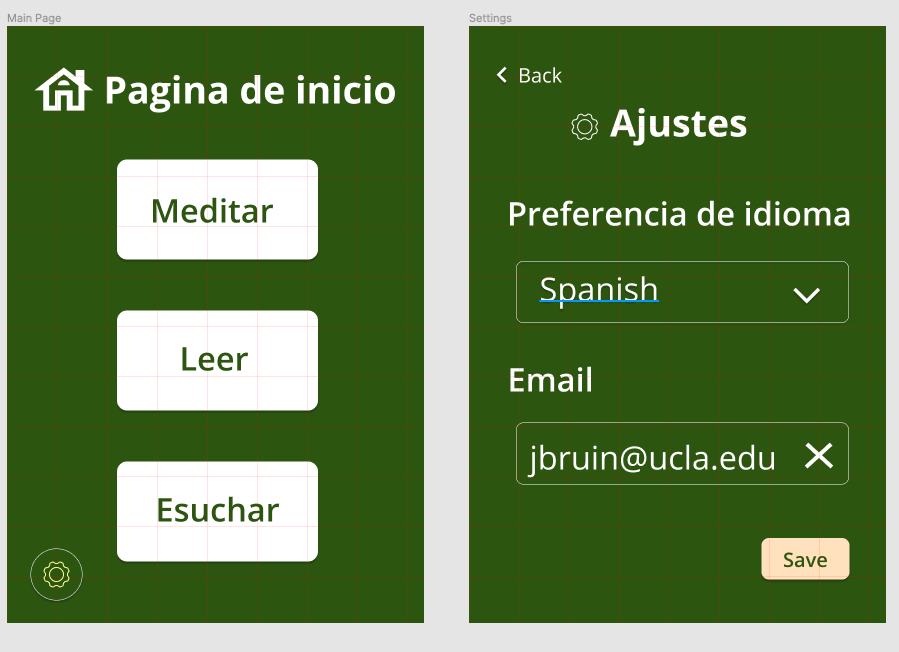 Main Page
Pagina de inicio
Meditar
Leer
Esuchar
Settings
Back
Ajustes
Preferencia de idioma
Spanish
Email
jbruin@ucla.edu
Save